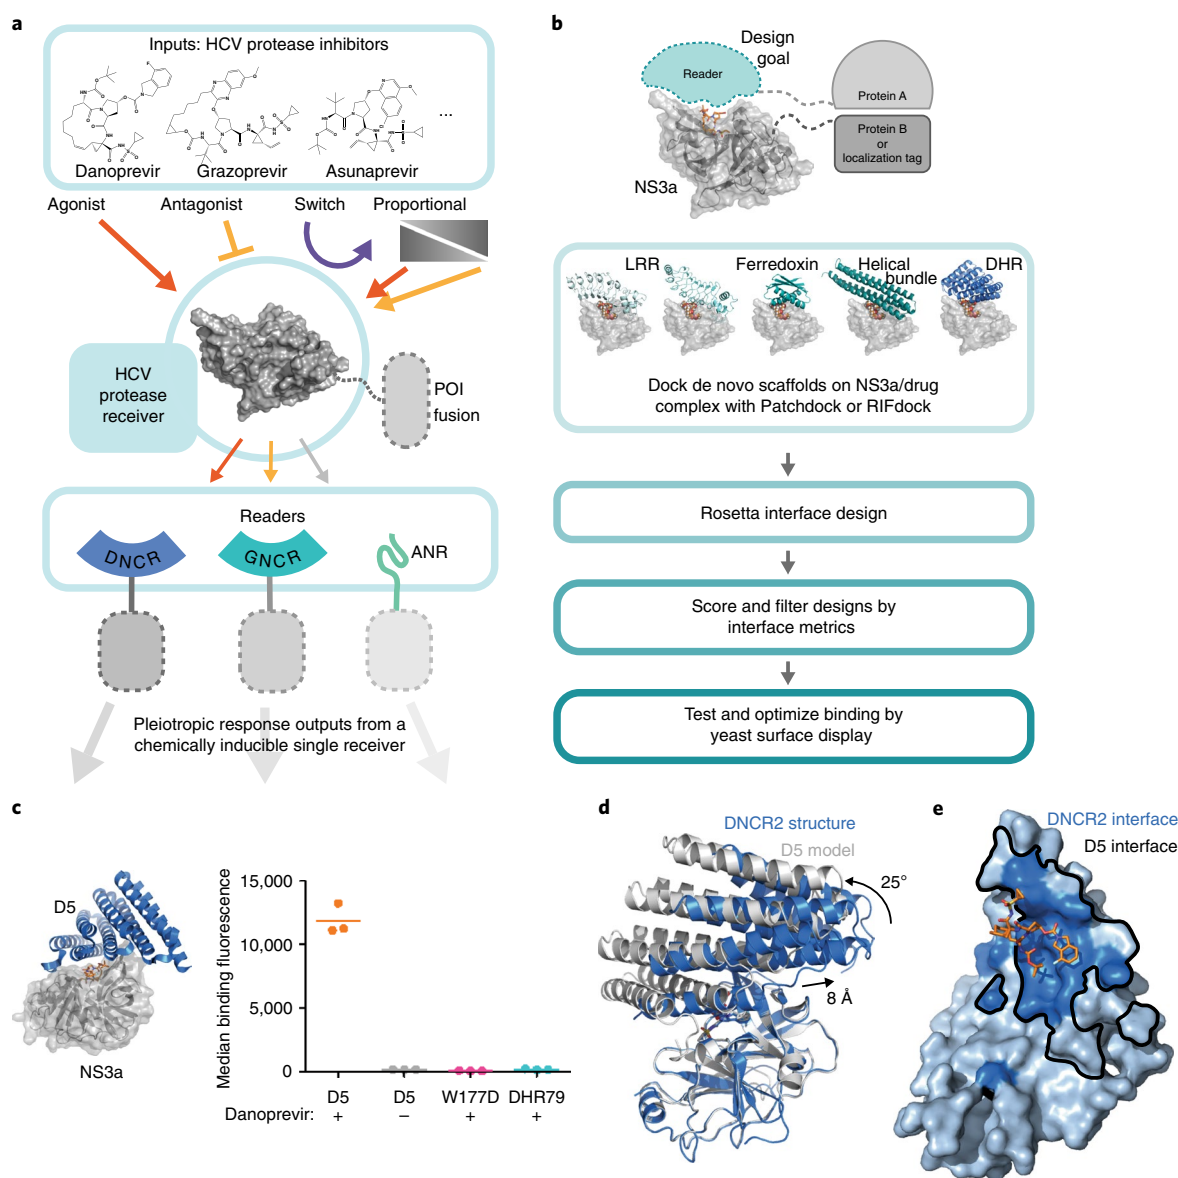 a
Inputs: HCV protease inhibitors
Danoprevir
Grazoprevir
Asunaprevir
...
Agonist
Antagonist
Switch
Proportional
HCV
protease
receiver
POI
fusion
Readers
DNCR
GNCR
ANR
Pleiotropic response outputs from a
chemically inducible single receiver
b
Design
goal
Reader
NS3a
Protein A
Protein B
or
localization tag
LRR
Ferredoxin
Helical
bundle
DHR
Dock de novo scaffolds on NS3a/drug
complex with Patchdock or RIFdock
Rosetta interface design
Score and filter designs by
interface metrics
Test and optimize binding by
yeast surface display
c
D5
NS3a
Median binding fluorescence
15,000
10,000
5,000
0
D5
D5
W177D
DHR79
Danoprevir:
+
–
+
+
d
DNCR2 structure
D5 model
25°
8 Å
e
DNCR2 interface
D5 interface